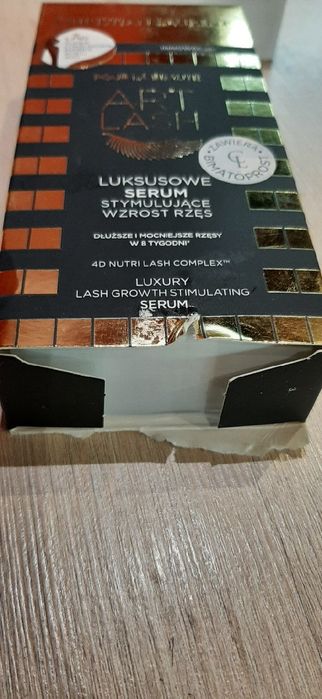 ART
LASH
ZAWIERA
BIMATOPROST
LUKSUSOWE
SERUM
STYMULUJĄCE
WZROST RZĘS
DŁUŻSZE I MOCNIEJSZE RZĘSY
W 8 TYGODNI*
4D NUTRI LASH COMPLEX™
LUXURY
LASH GROWTH STIMULATING
SERUM